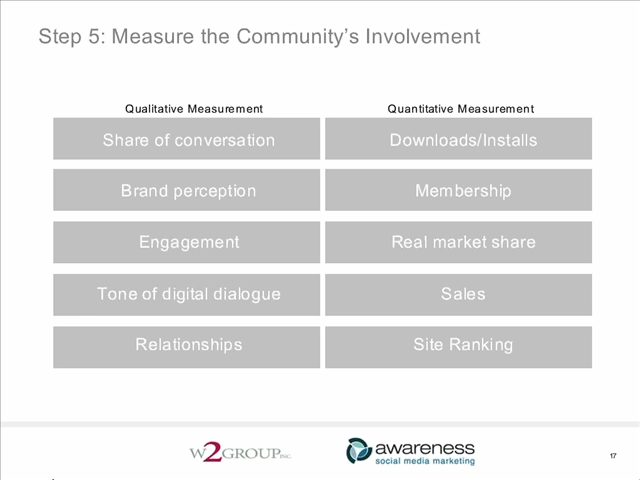 Step 5: Measure the Community's Involvement
Qualitative Measurement
Quantitative Measurement
Share of conversation
Downloads/Installs
Brand perception
Membership
Engagement
Real market share
Tone of digital dialogue
Sales
Relationships
Site Ranking
W2GROUP INC.
awareness
social media marketing
17